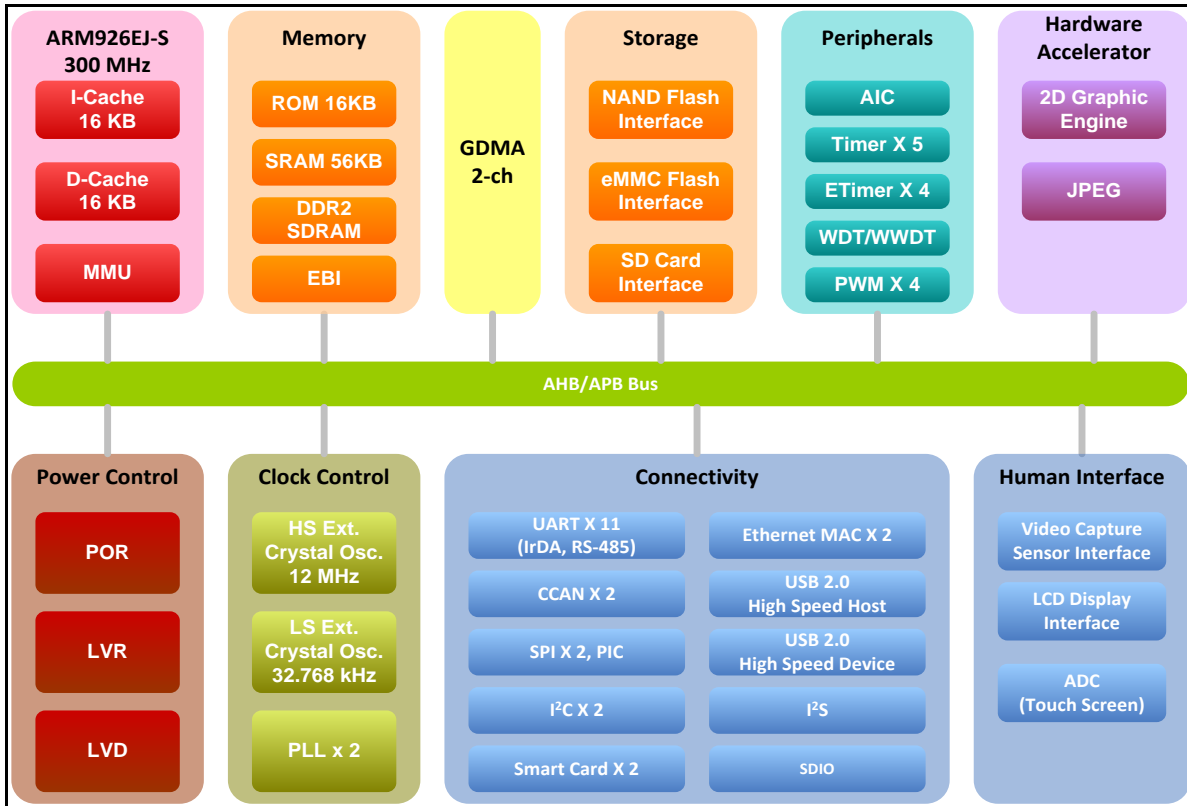 ARM926EJ-S
300 MHz
I-Cache
16 KB
D-Cache
16 KB
MMU
Memory
ROM 16KB
SRAM 56KB
DDR2
SDRAM
EBI
GDMA
2-ch
Storage
NAND Flash
Interface
eMMC Flash
Interface
SD Card
Interface
Peripherals
AIC
Timer X 5
ETimer X 4
WDT/WWDT
PWM X 4
Hardware
Accelerator
2D Graphic
Engine
JPEG
AHB/APB Bus
Power Control
POR
LVR
LVD
Clock Control
HS Ext.
Crystal Osc.
12 MHz
LS Ext.
Crystal Osc.
32.768 kHz
PLL x 2
Connectivity
UART X 11
(IrDA, RS-485)
CCAN X 2
SPI X 2, PIC
I²C X 2
Smart Card X 2
Ethernet MAC X 2
USB 2.0
High Speed Host
USB 2.0
High Speed Device
I²S
SDIO
Human Interface
Video Capture
Sensor Interface
LCD Display
Interface
ADC
(Touch Screen)